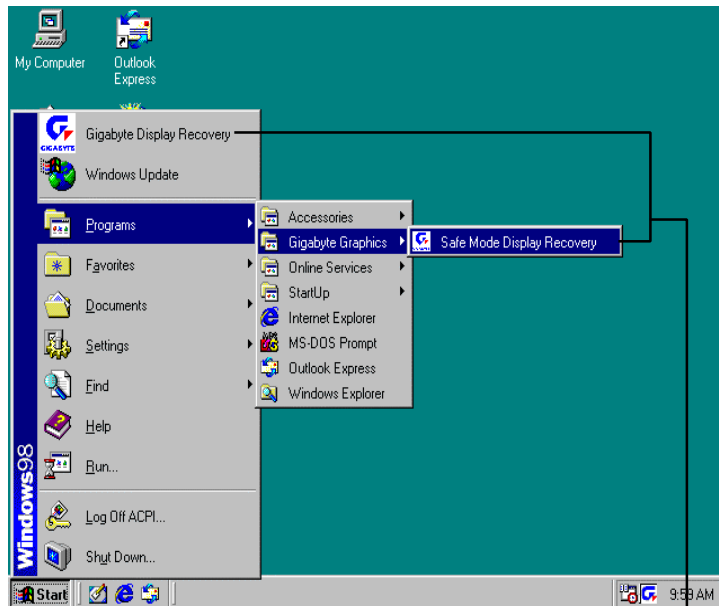 My Computer
Outlook
Express
GIGABYTE
Gigabyte Display Recovery
Windows Update
Programs
Favorites
Documents
Settings
Find
Help
Run...
Log Off ACPI...
Shut Down...
Windows98
Accessories
Gigabyte Graphics
Online Services
StartUp
Internet Explorer
MS-DOS Prompt
Outlook Express
Windows Explorer
Safe Mode Display Recovery
Start
9:59 AM